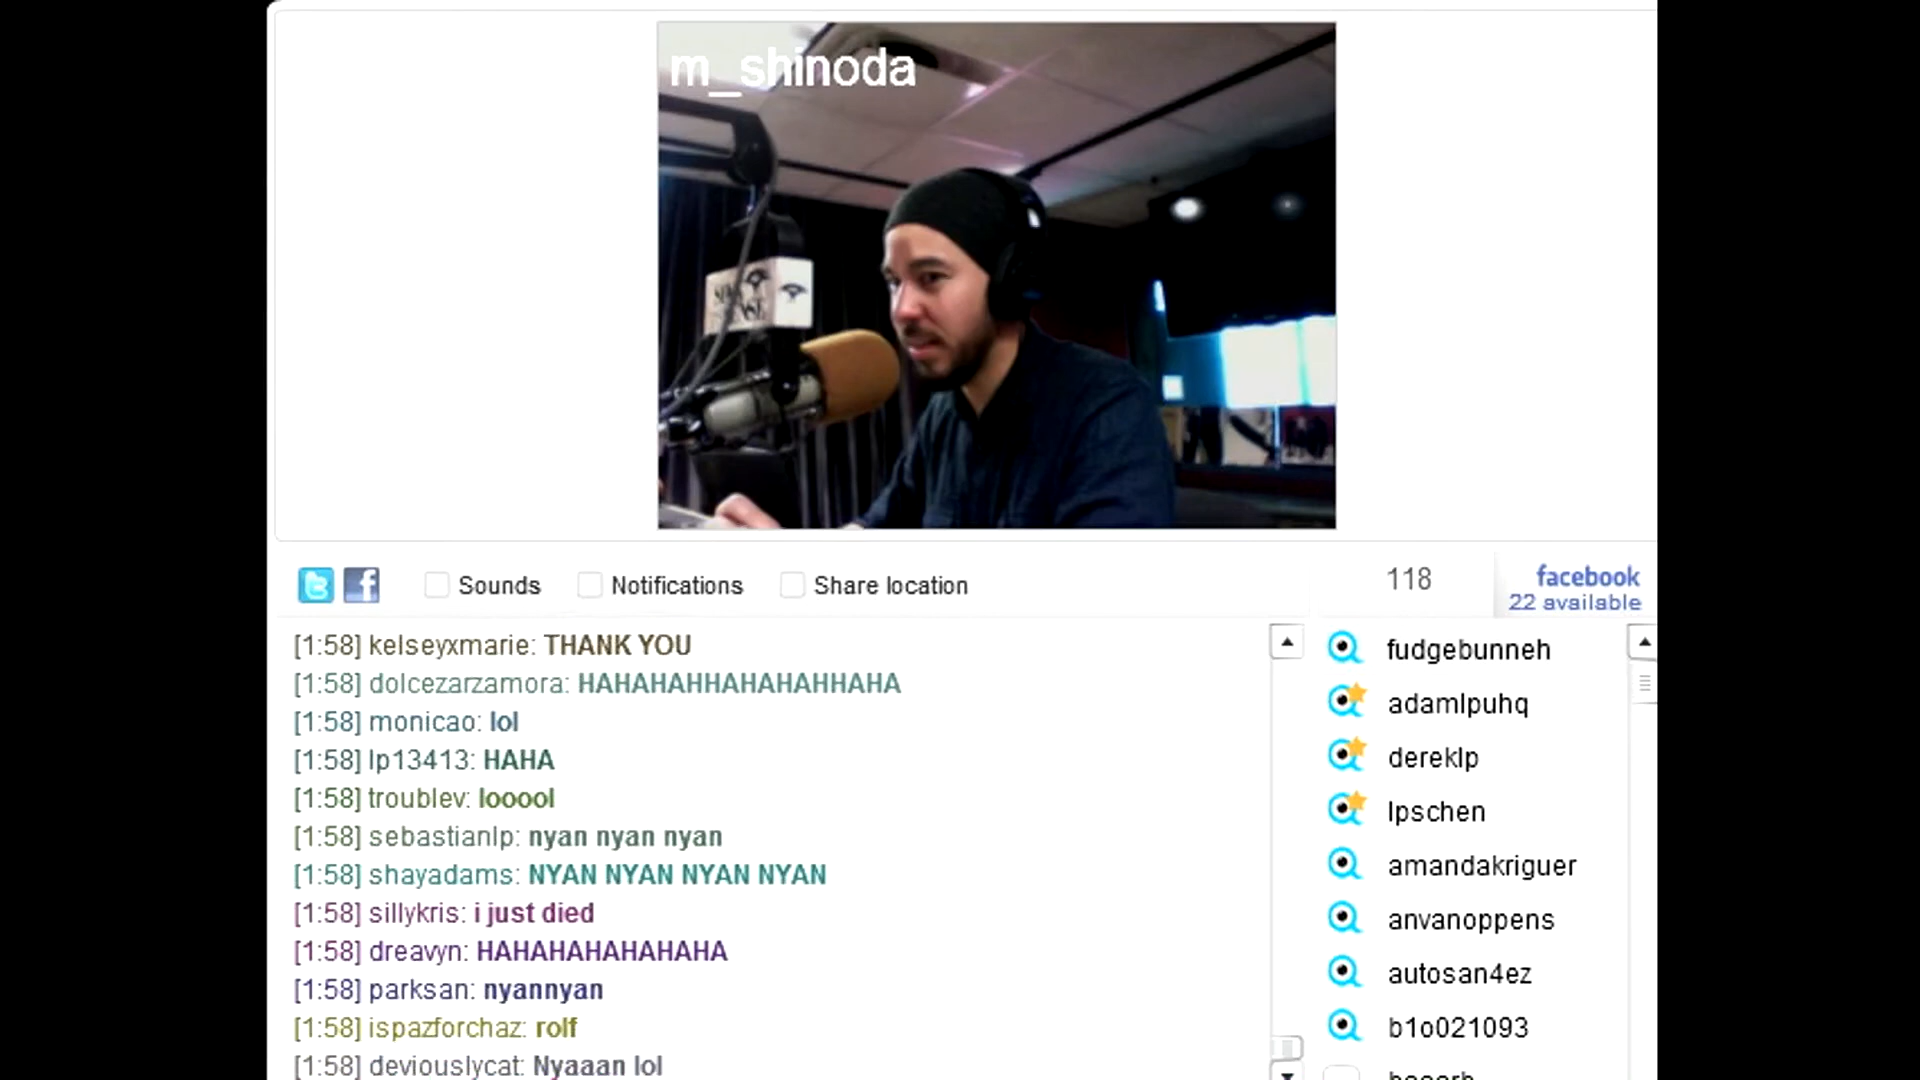 m_shinoda
Sounds
Notifications
Share location
118
facebook
22 available
[1:58] kelseyxmarie: THANK YOU
[1:58] dolcezarzamora: HAHAHAHHAHAHAHHAHA
[1:58] monicao: lol
[1:58] lp13413: HAHA
[1:58] troublev: looool
[1:58] sebastianlp: nyan nyan nyan
[1:58] shayadams: NYAN NYAN NYAN NYAN
[1:58] sillykris: i just died
[1:58] dreavyn: HAHAHAHAHAHAHA
[1:58] parksan: nyannyan
[1:58] ispazforchaz: rolf
[1:58] deviouslycat: Nyaaan lol
fudgebunneh
adamlpuhq
dereklp
lpschen
amandakriguer
anvanoppens
autosan4ez
b1o021093